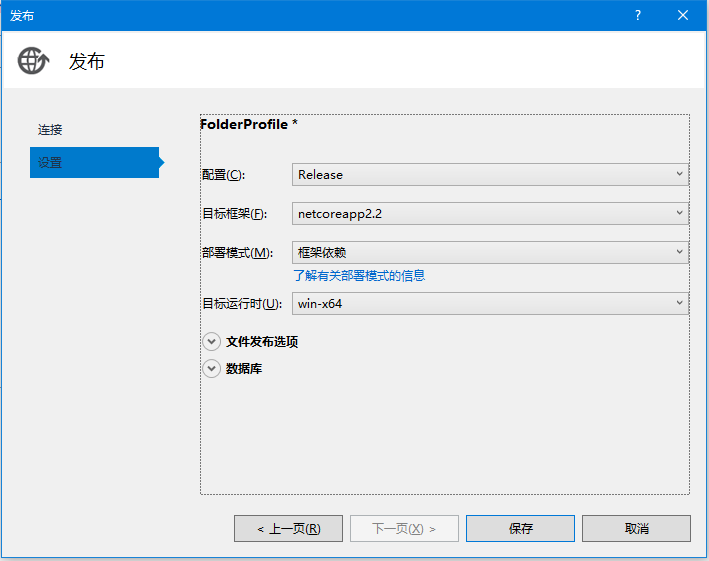 发布
?
发布
连接
设置
FolderProfile *
配置(C): Release
目标框架(F): netcoreapp2.2
部署模式(M): 框架依赖
了解有关部署模式的信息
目标运行时(U): win-x64
文件发布选项
数据库
< 上一页(R) 下一页(X) > 保存 取消